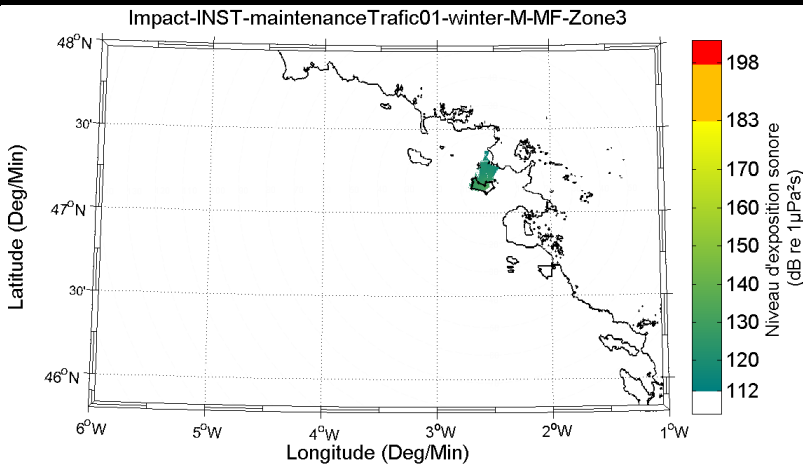 Impact-INST-maintenanceTrafic01-winter-M-MF-Zone3
48°N
30'
47°N
30'
46°N
Latitude (Deg/Min)
6°W 5°W 4°W 3°W 2°W 1°W
Longitude (Deg/Min)
198
183
170
160
150
140
130
120
112
Niveau d'exposition sonore
(dB re 1µPa²s)